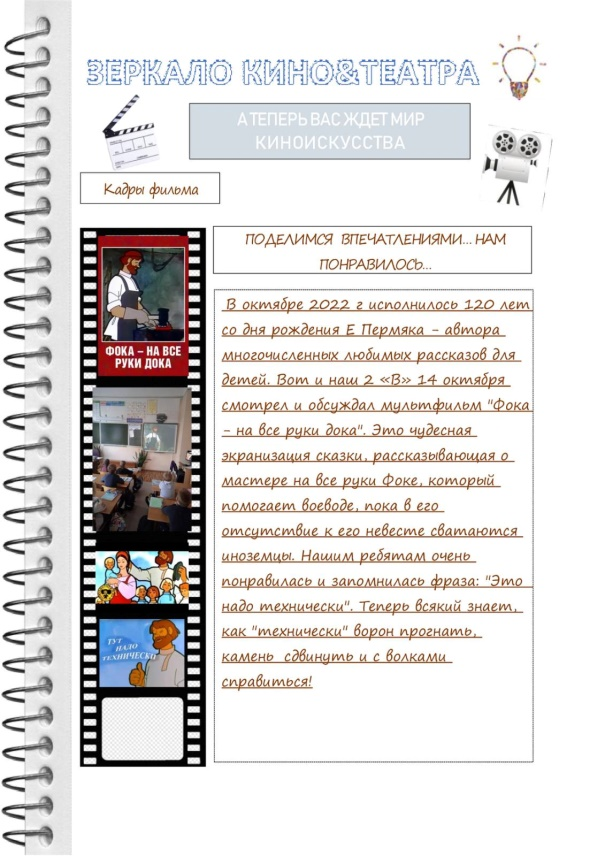 ЗЕРКАЛО КИНО&ТЕАТРА
А ТЕПЕРЬ ВАС ЖДЕТ МИР
КИНОИСКУССТВА
Кадры фильма
ПОДЕЛИМСЯ ВПЕЧАТЛЕНИЯМИ... НАМ
ПОНРАВИЛОСЬ...
ФОКА – НА ВСЕ
РУКИ ДОКА
ТУТ
НАДО
ТЕХНИЧЕСКИ
В октябре 2022 г исполнилось 120 лет
со дня рождения Е Пермяка - автора
многочисленных любимых рассказов для
детей. Вот и наш 2 «В» 14 октября
смотрел и обсуждал мультфильм "Фока
- на все руки дока". Это чудесная
экранизация сказки, рассказывающая о
мастере на все руки Фоке, который
помогает воеводе, пока в его
отсутствие к его невесте сватаются
иноземцы. Нашим ребятам очень
понравилась и запомнилась фраза: "Это
надо технически". Теперь всякий знает,
как "технически" ворон прогнать,
камень сдвинуть и с волками
справиться!